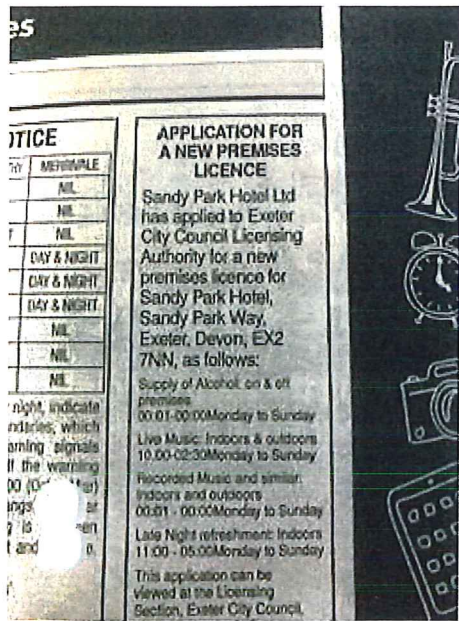 es
OTICE
MERRIVALE
NIL
NIL
NIL
DAY & NIGHT
DAY & NIGHT
DAY & NIGHT
NIL
NIL
NIL
night, indicate
which
signals
If the warning
APPLICATION FOR
A NEW PREMISES
LICENCE
Sandy Park Hotel Ltd
has applied to Exeter
City Council Licensing
Authority for a new
premises licence for
Sandy Park Hotel,
Sandy Park Way,
Exeter, Devon, EX2
7NN, as follows:
Supply of Alcohol: on & off
premises
00:01-00:00Monday to Sunday
Live Music: Indoors & outdoors
10.00-02:30Monday to Sunday
Recorded Music and similar:
Indoors and outdoors
00:01 - 00:00Monday to Sunday
Late Night refreshment: Indoors
11:00 - 05:00Monday to Sunday
This application can be
viewed at the Licensing
Section, Exeter City Council,